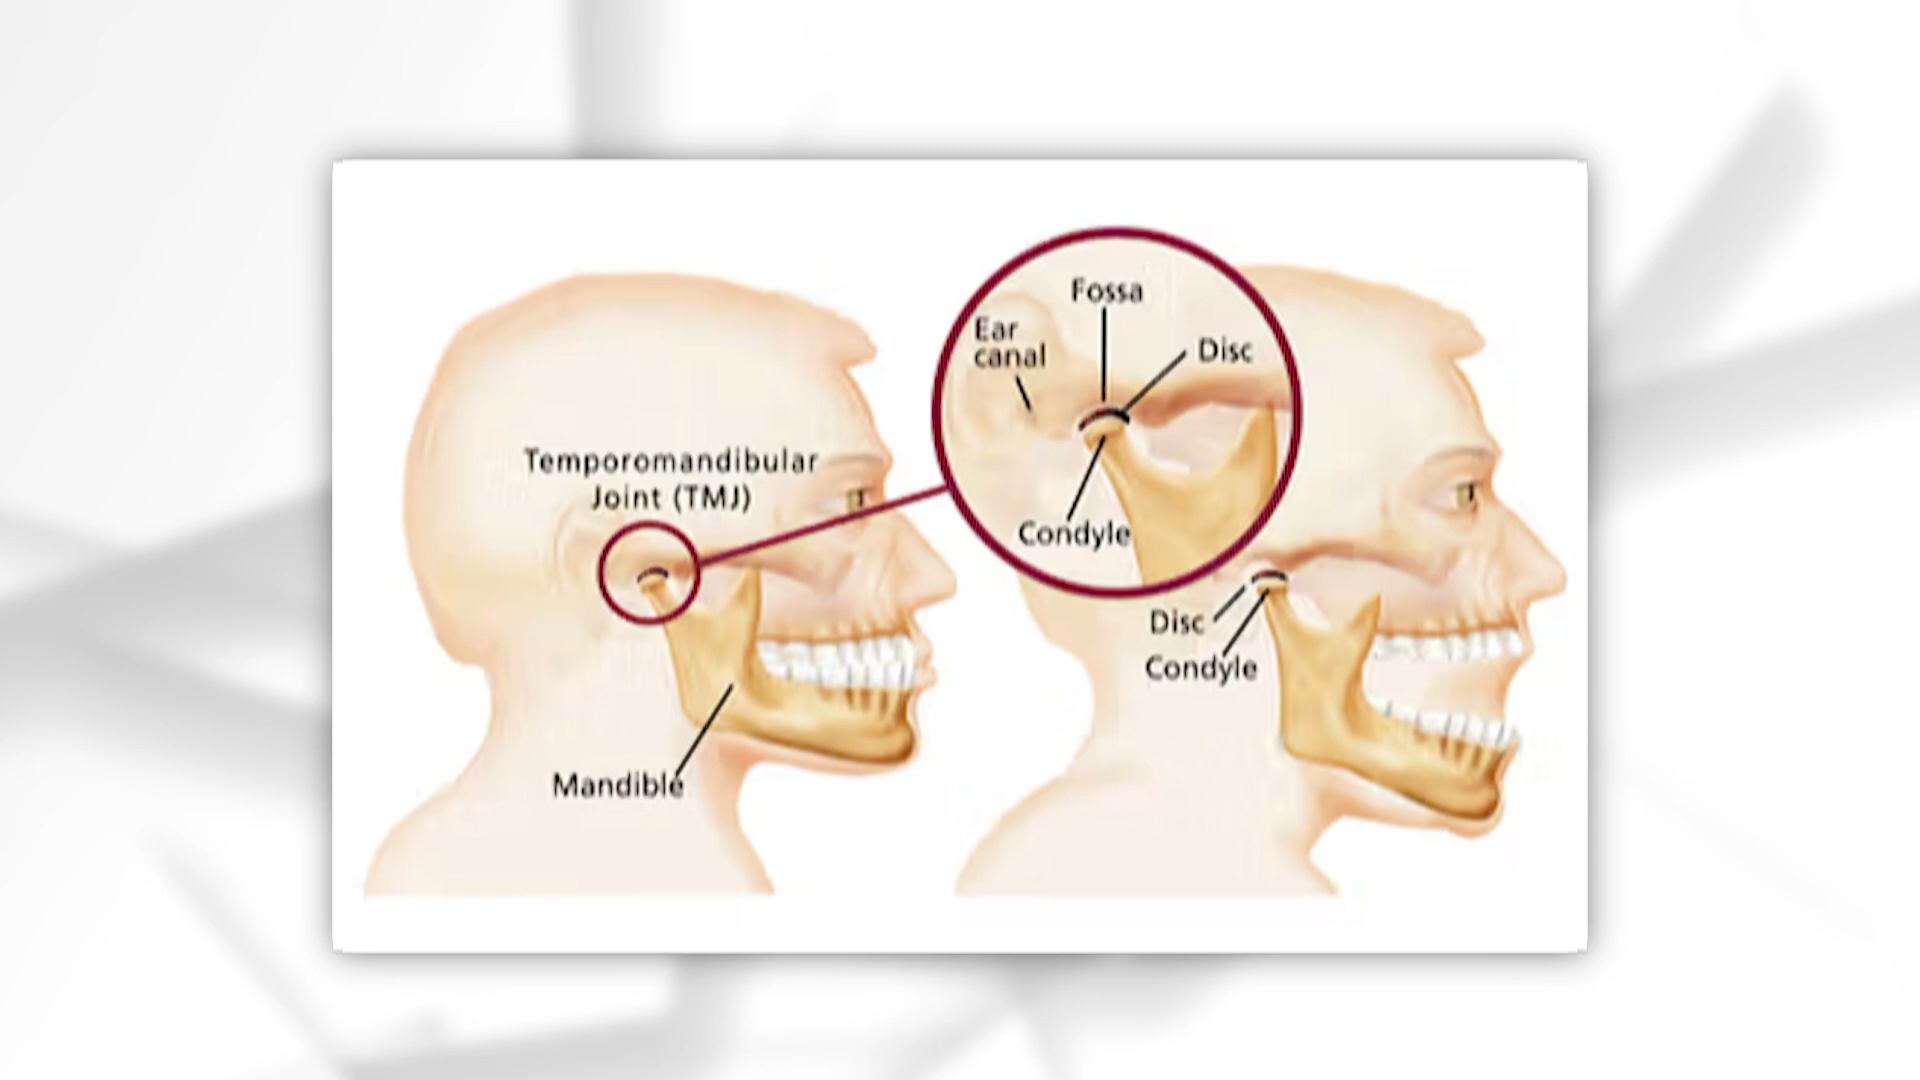 Temporomandibular
Joint (TMJ)
Mandible
Fossa
Ear
canal
Disc
Condyle
Disc
Condyle